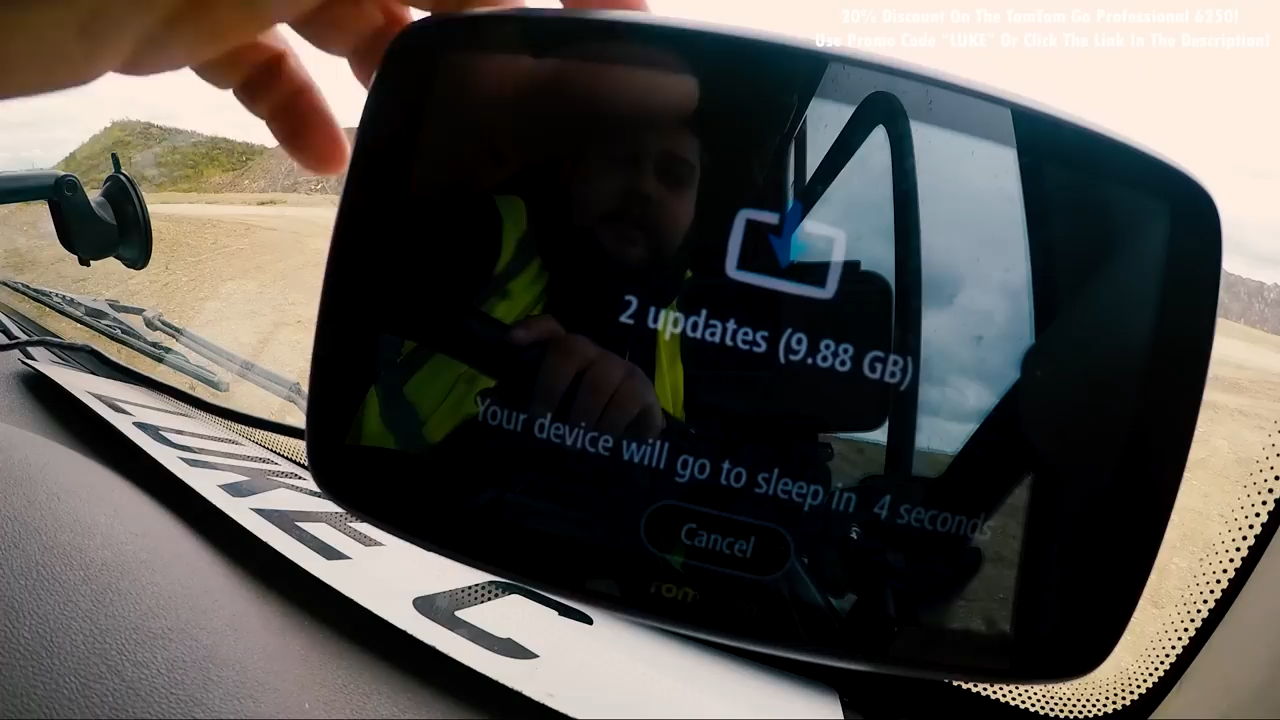 20% Discount On The TomTom Go Professional 6250!
Use Promo Code "LUKE" Or Click The Link In The Description!
2 updates (9.88 GB)
Your device will go to sleep in 4 seconds
Cancel
LUKE C